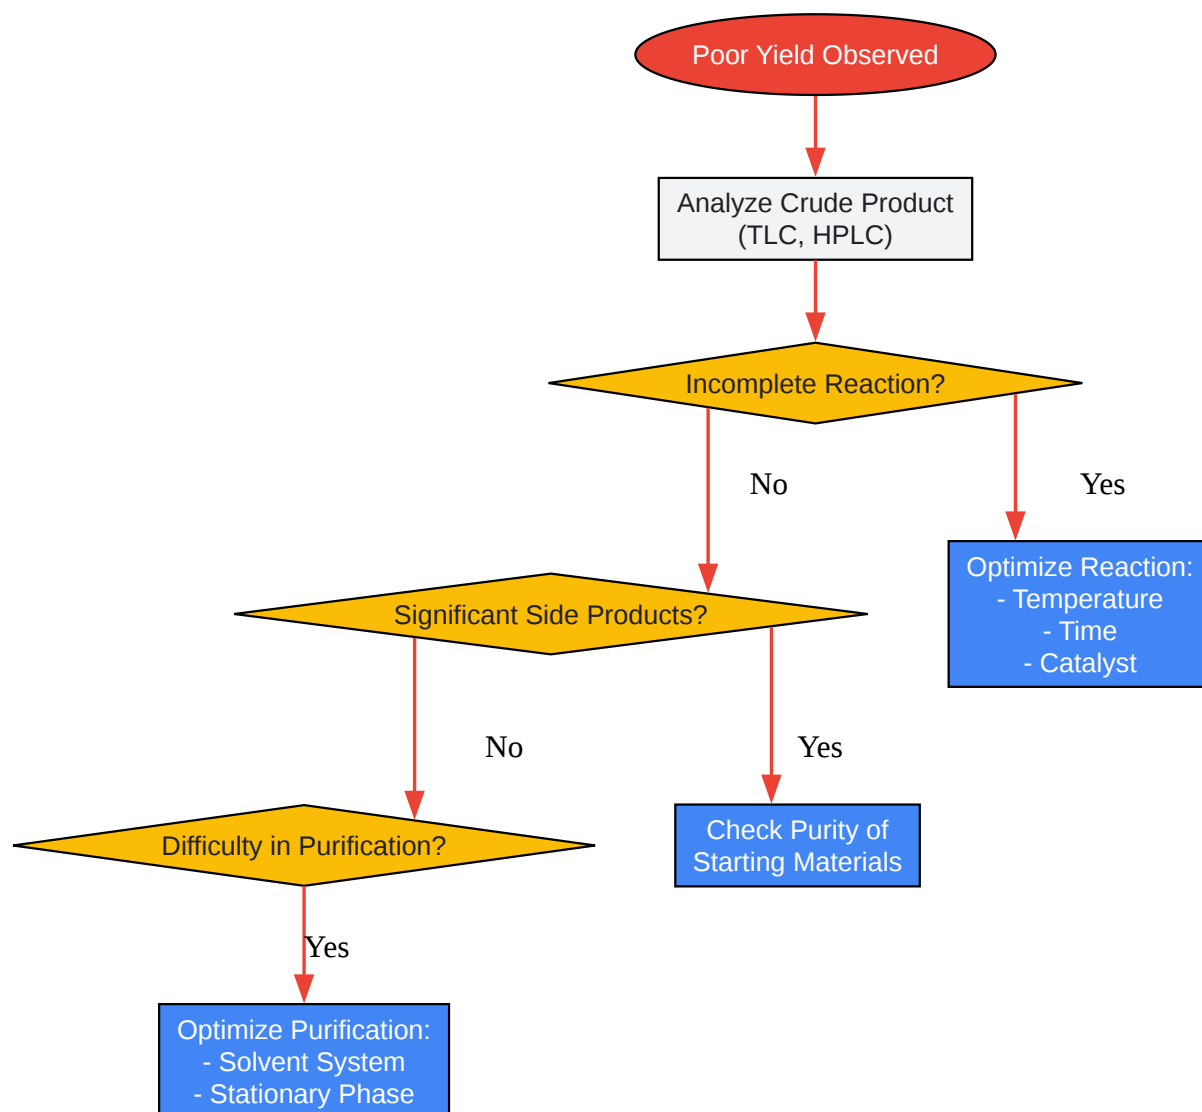 Poor Yield Observed
Analyze Crude Product
(TLC, HPLC)
Incomplete Reaction?
No
Yes
Optimize Reaction:
- Temperature
- Time
- Catalyst
Significant Side Products?
No
Yes
Check Purity of
Starting Materials
Difficulty in Purification?
Yes
Optimize Purification:
- Solvent System
- Stationary Phase